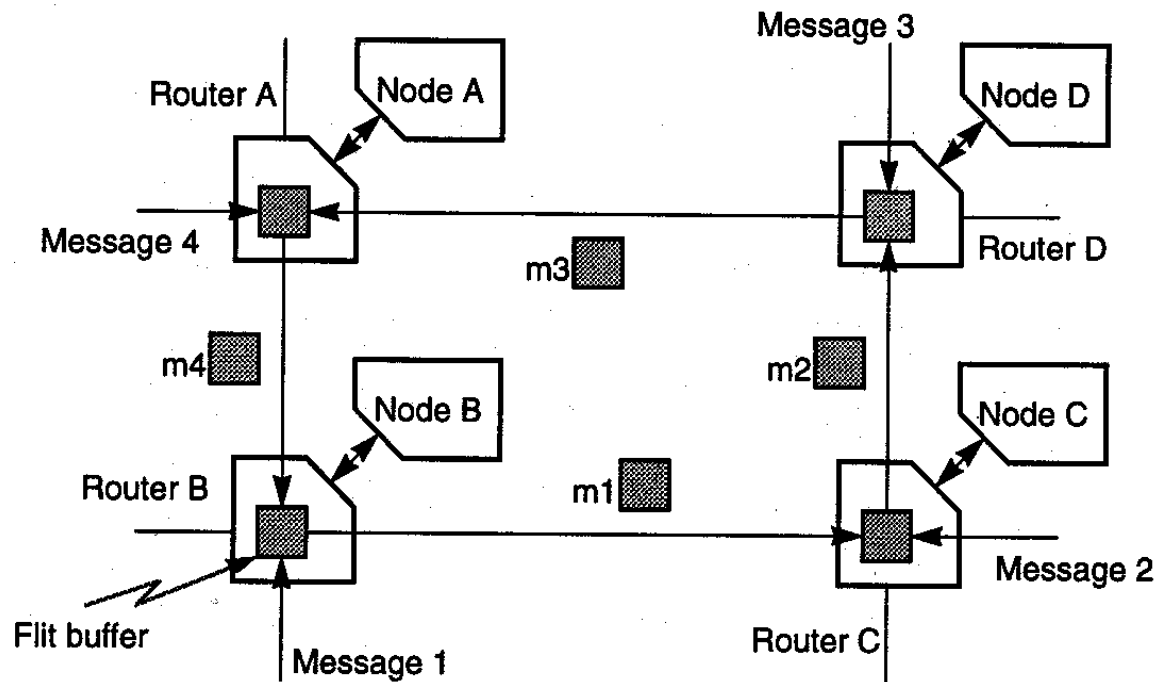 Message 3
Router A
Node A
Node D
Message 4
Router D
m3
m4
m2
Node B
Node C
Router B
m1
Message 2
Flit buffer
Router C
Message 1